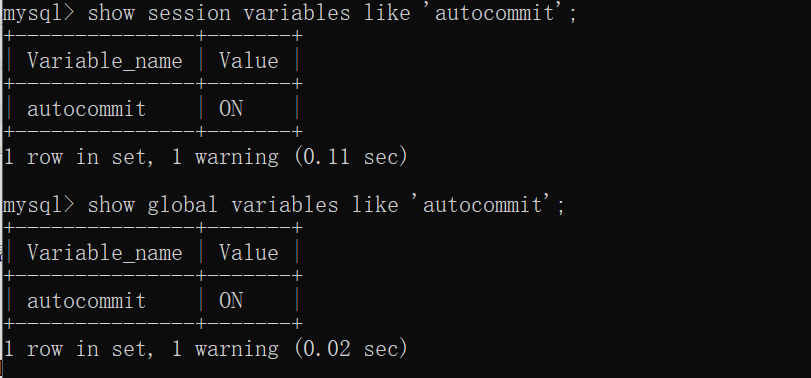 mysql> show session variables like 'autocommit';
+---------------+-------+
| Variable_name | Value |
+---------------+-------+
| autocommit    | ON    |
+---------------+-------+
1 row in set, 1 warning (0.11 sec)
mysql> show global variables like 'autocommit';
+---------------+-------+
| Variable_name | Value |
+---------------+-------+
| autocommit    | ON    |
+---------------+-------+
1 row in set, 1 warning (0.02 sec)